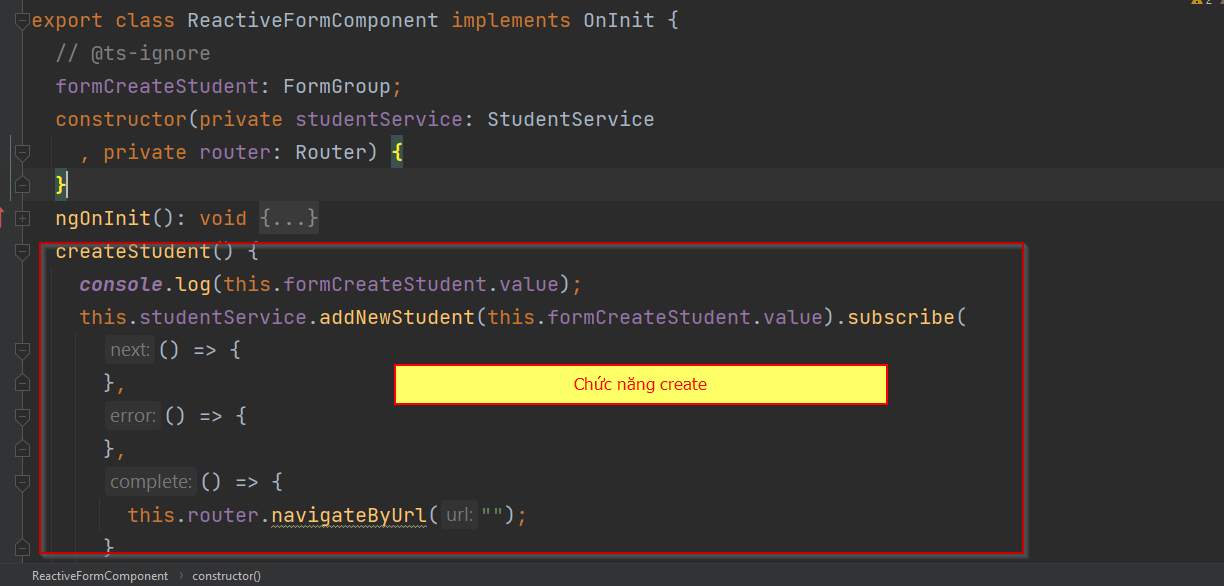 2
export class ReactiveFormComponent implements OnInit {
// @ts-ignore
formCreateStudent: FormGroup;
constructor(private studentService: StudentService
, private router: Router) {
}
ngOnInit(): void {...}
createStudent() {
console.log(this.formCreateStudent.value);
this.studentService.addNewStudent(this.formCreateStudent.value).subscribe(
next: () => {
},
Chức năng create
error: () => {
},
complete: () => {
this.router.navigateByUrl( url: "");
}
ReactiveFormComponent › constructor()